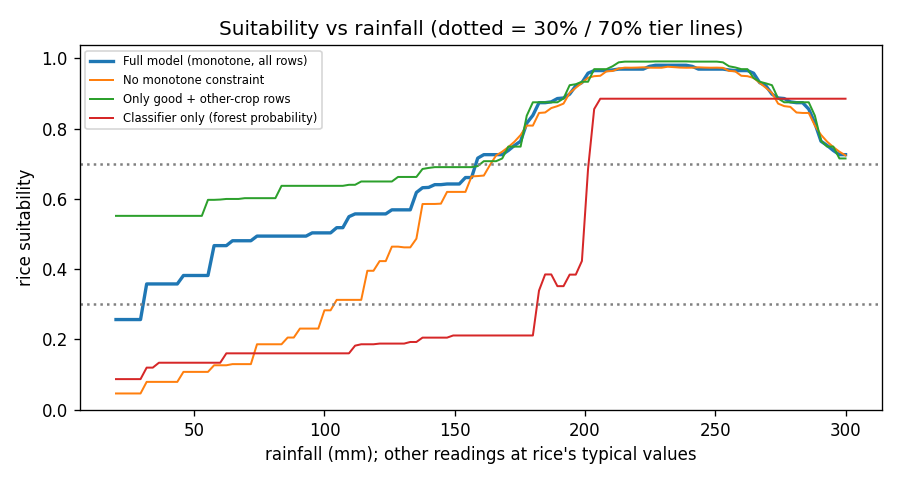 Suitability vs rainfall (dotted = 30% / 70% tier lines)
Full model (monotone, all rows)
No monotone constraint
Only good + other-crop rows
Classifier only (forest probability)
rice suitability
1.0
0.8
0.6
0.4
0.2
0.0
50 100 150 200 250 300
rainfall (mm); other readings at rice's typical values